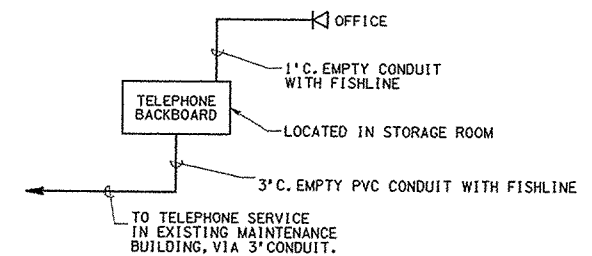 OFFICE
1'C. EMPTY CONDUIT
WITH FISHLINE
TELEPHONE
BACKBOARD
LOCATED IN STORAGE ROOM
3'C. EMPTY PVC CONDUIT WITH FISHLINE
TO TELEPHONE SERVICE
IN EXISTING MAINTENANCE
BUILDING, VIA 3'CONDUIT.